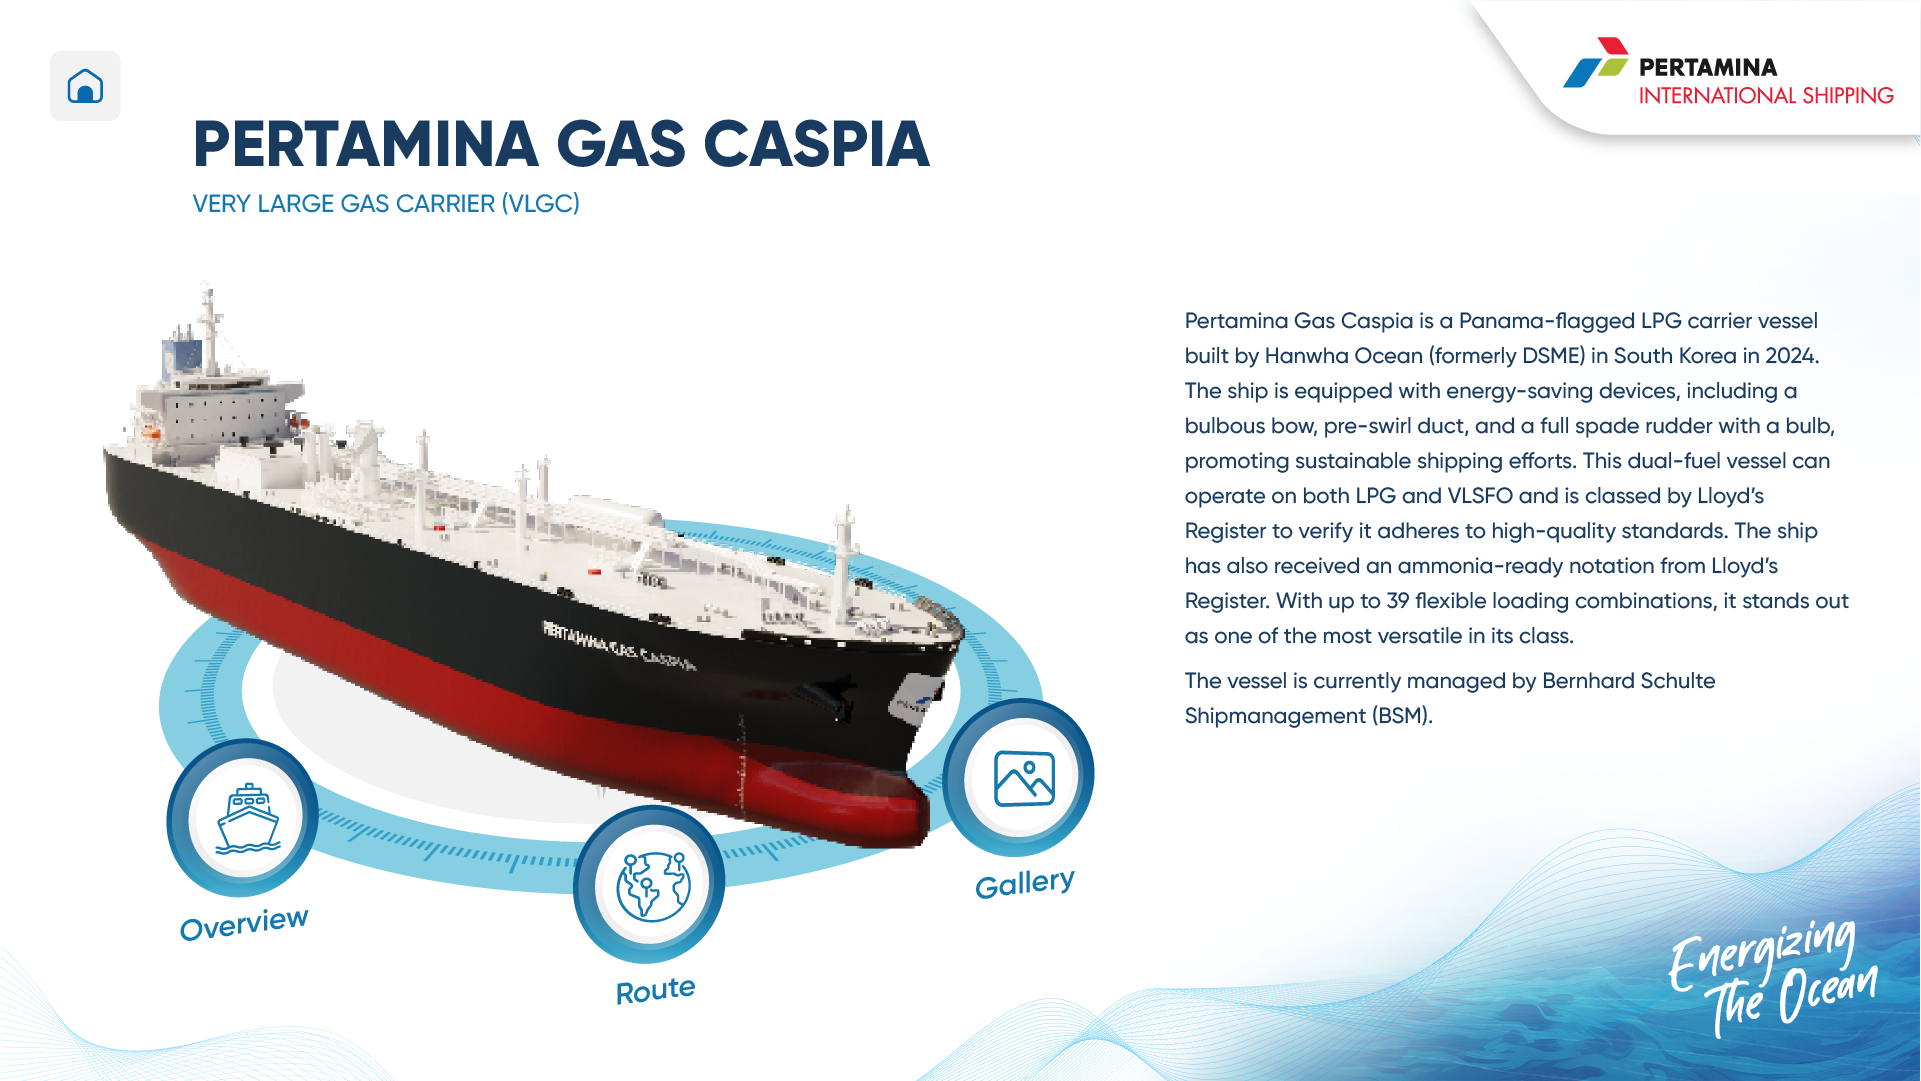 PERTAMINA
INTERNATIONAL SHIPPING
PERTAMINA GAS CASPIA
VERY LARGE GAS CARRIER (VLGC)
PERTAMINA GAS CASPIA
Pertamina Gas Caspia is a Panama-flagged LPG carrier vessel
built by Hanwha Ocean (formerly DSME) in South Korea in 2024.
The ship is equipped with energy-saving devices, including a
bulbous bow, pre-swirl duct, and a full spade rudder with a bulb,
promoting sustainable shipping efforts. This dual-fuel vessel can
operate on both LPG and VLSFO and is classed by Lloyd's
Register to verify it adheres to high-quality standards. The ship
has also received an ammonia-ready notation from Lloyd's
Register. With up to 39 flexible loading combinations, it stands out
as one of the most versatile in its class.
The vessel is currently managed by Bernhard Schulte
Shipmanagement (BSM).
Overview
Route
Gallery
Energizing
The Ocean